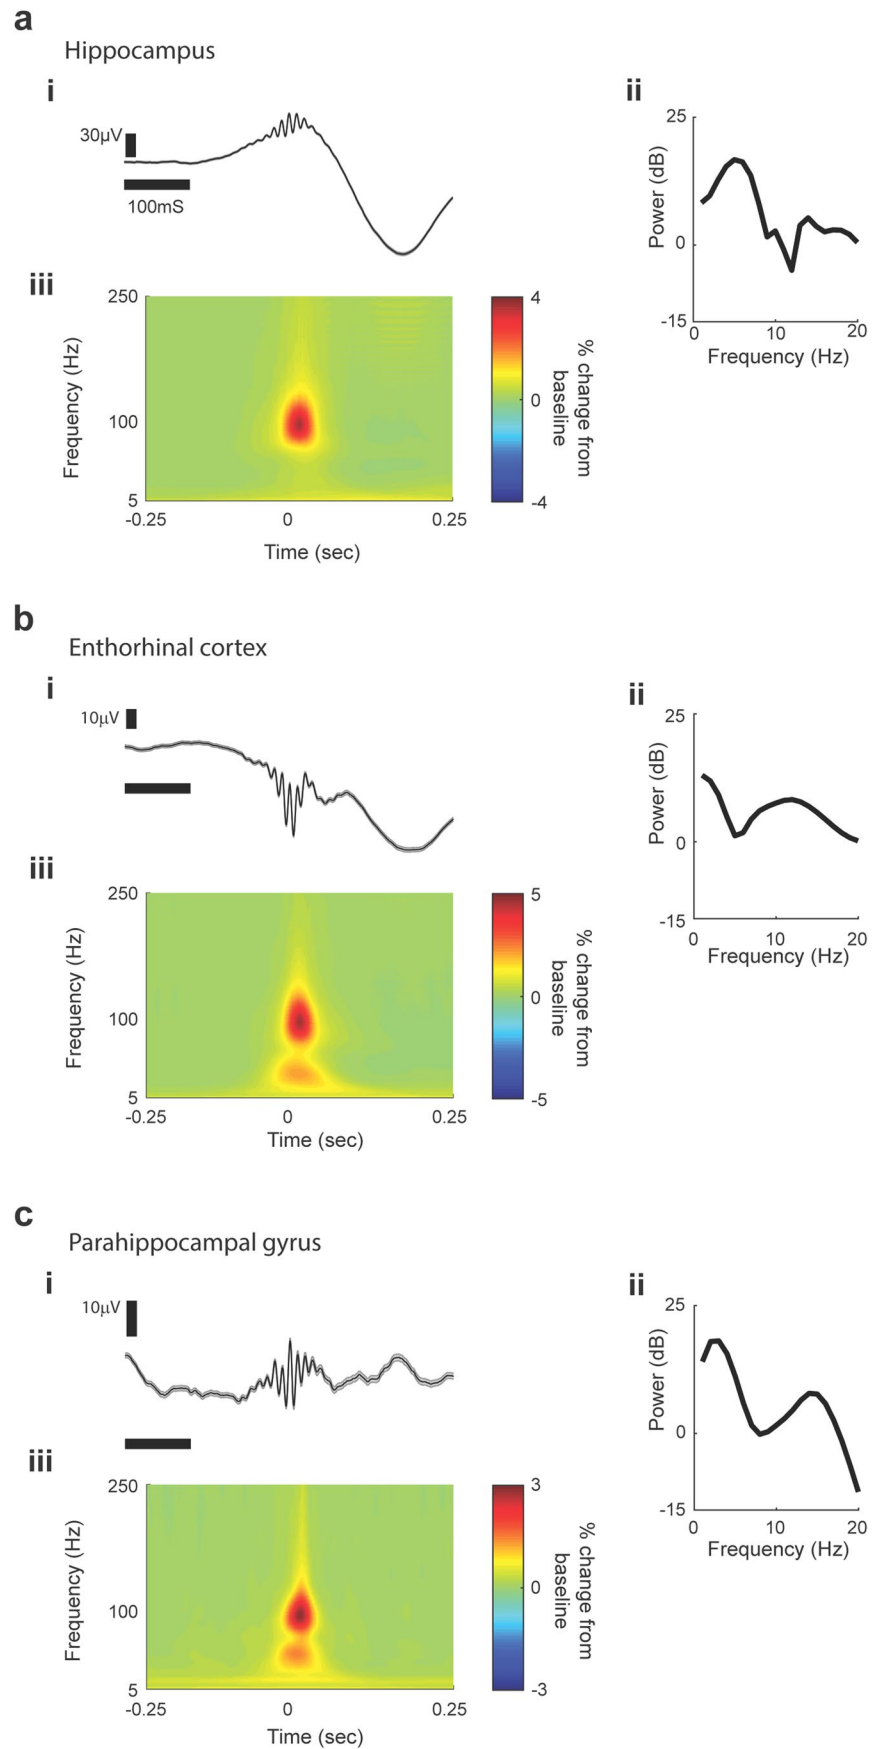 a
Hippocampus
i
30µV
100mS
ii
25
0
-15
Power (dB)
0 10 20
Frequency (Hz)
iii
250
100
5
Frequency (Hz)
-0.25 0 0.25
Time (sec)
4
0
-4
% change from
baseline
b
Enthorhinal cortex
i
10µV
ii
25
0
-15
Power (dB)
0 10 20
Frequency (Hz)
iii
250
100
5
Frequency (Hz)
-0.25 0 0.25
Time (sec)
5
0
-5
% change from
baseline
c
Parahippocampal gyrus
i
10µV
ii
25
0
-15
Power (dB)
0 10 20
Frequency (Hz)
iii
250
100
5
Frequency (Hz)
-0.25 0 0.25
Time (sec)
3
0
-3
% change from
baseline